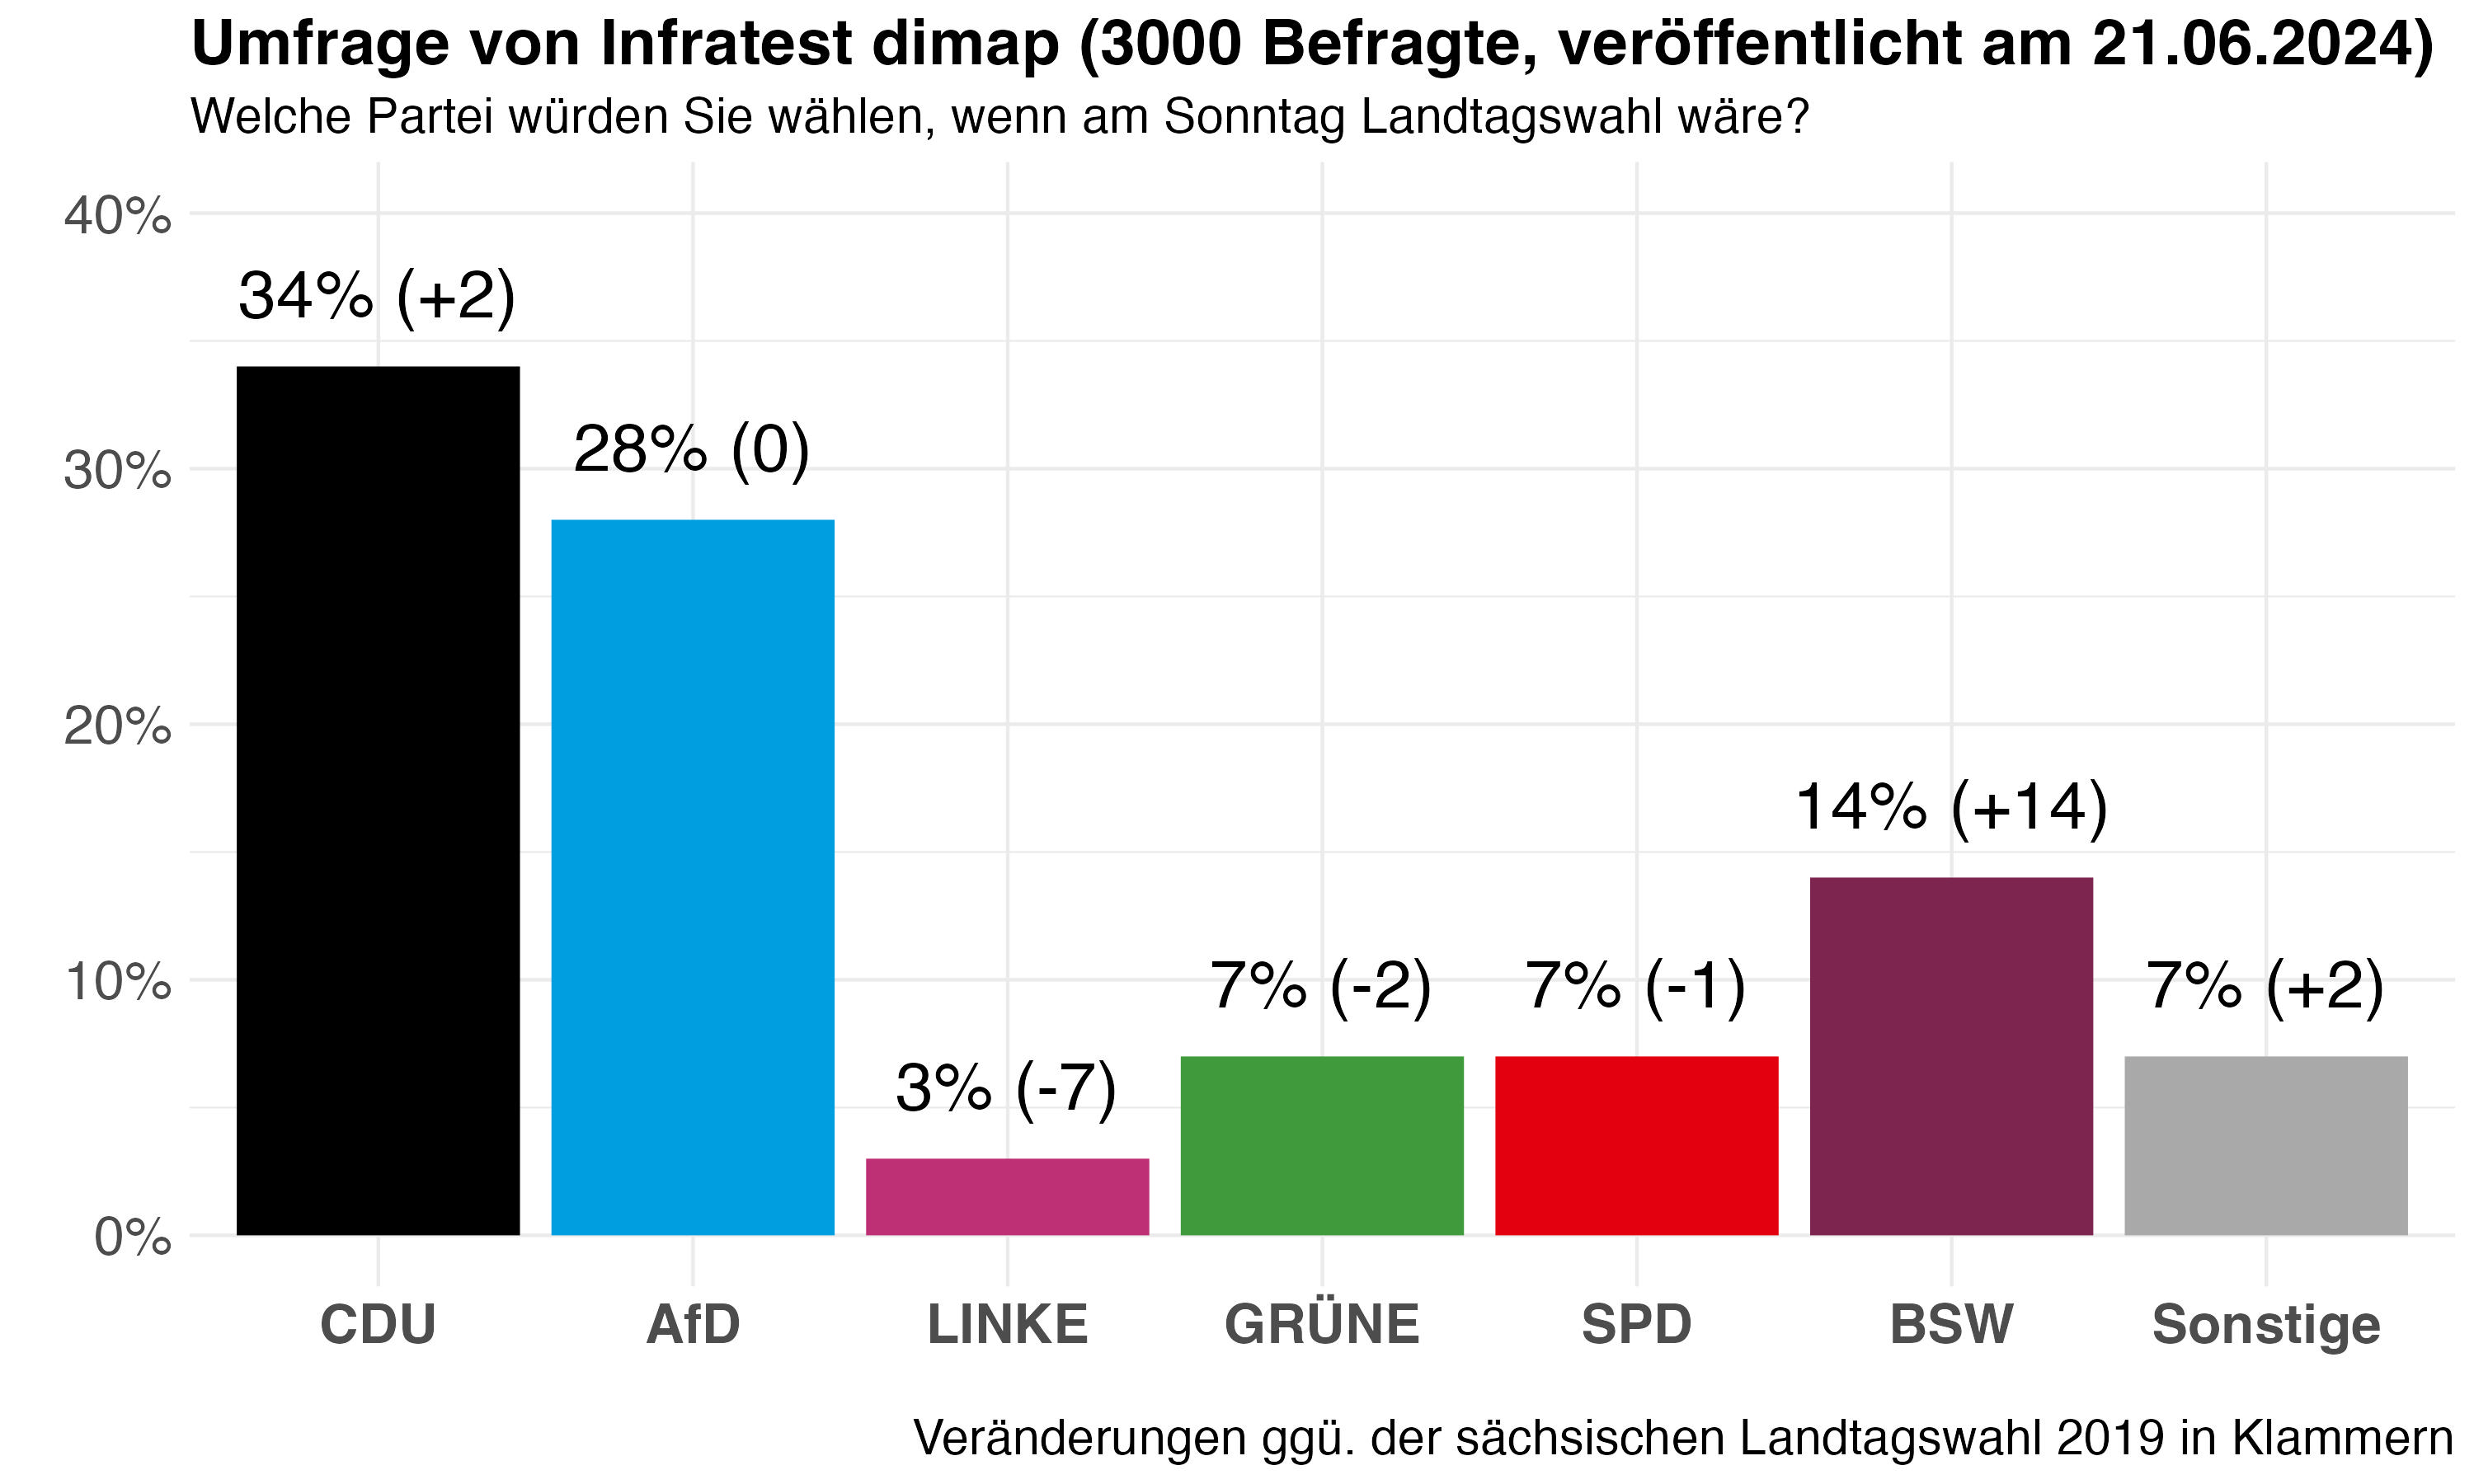 Umfrage von Infratest dimap (3000 Befragte, veröffentlicht am 21.06.2024)
Welche Partei würden Sie wählen, wenn am Sonntag Landtagswahl wäre?
40%
30%
20%
10%
0%
34% (+2)
28% (0)
3% (-7)
7% (-2)
7% (-1)
14% (+14)
7% (+2)
CDU
AfD
LINKE
GRÜNE
SPD
BSW
Sonstige
Veränderungen ggü. der sächsischen Landtagswahl 2019 in Klammern